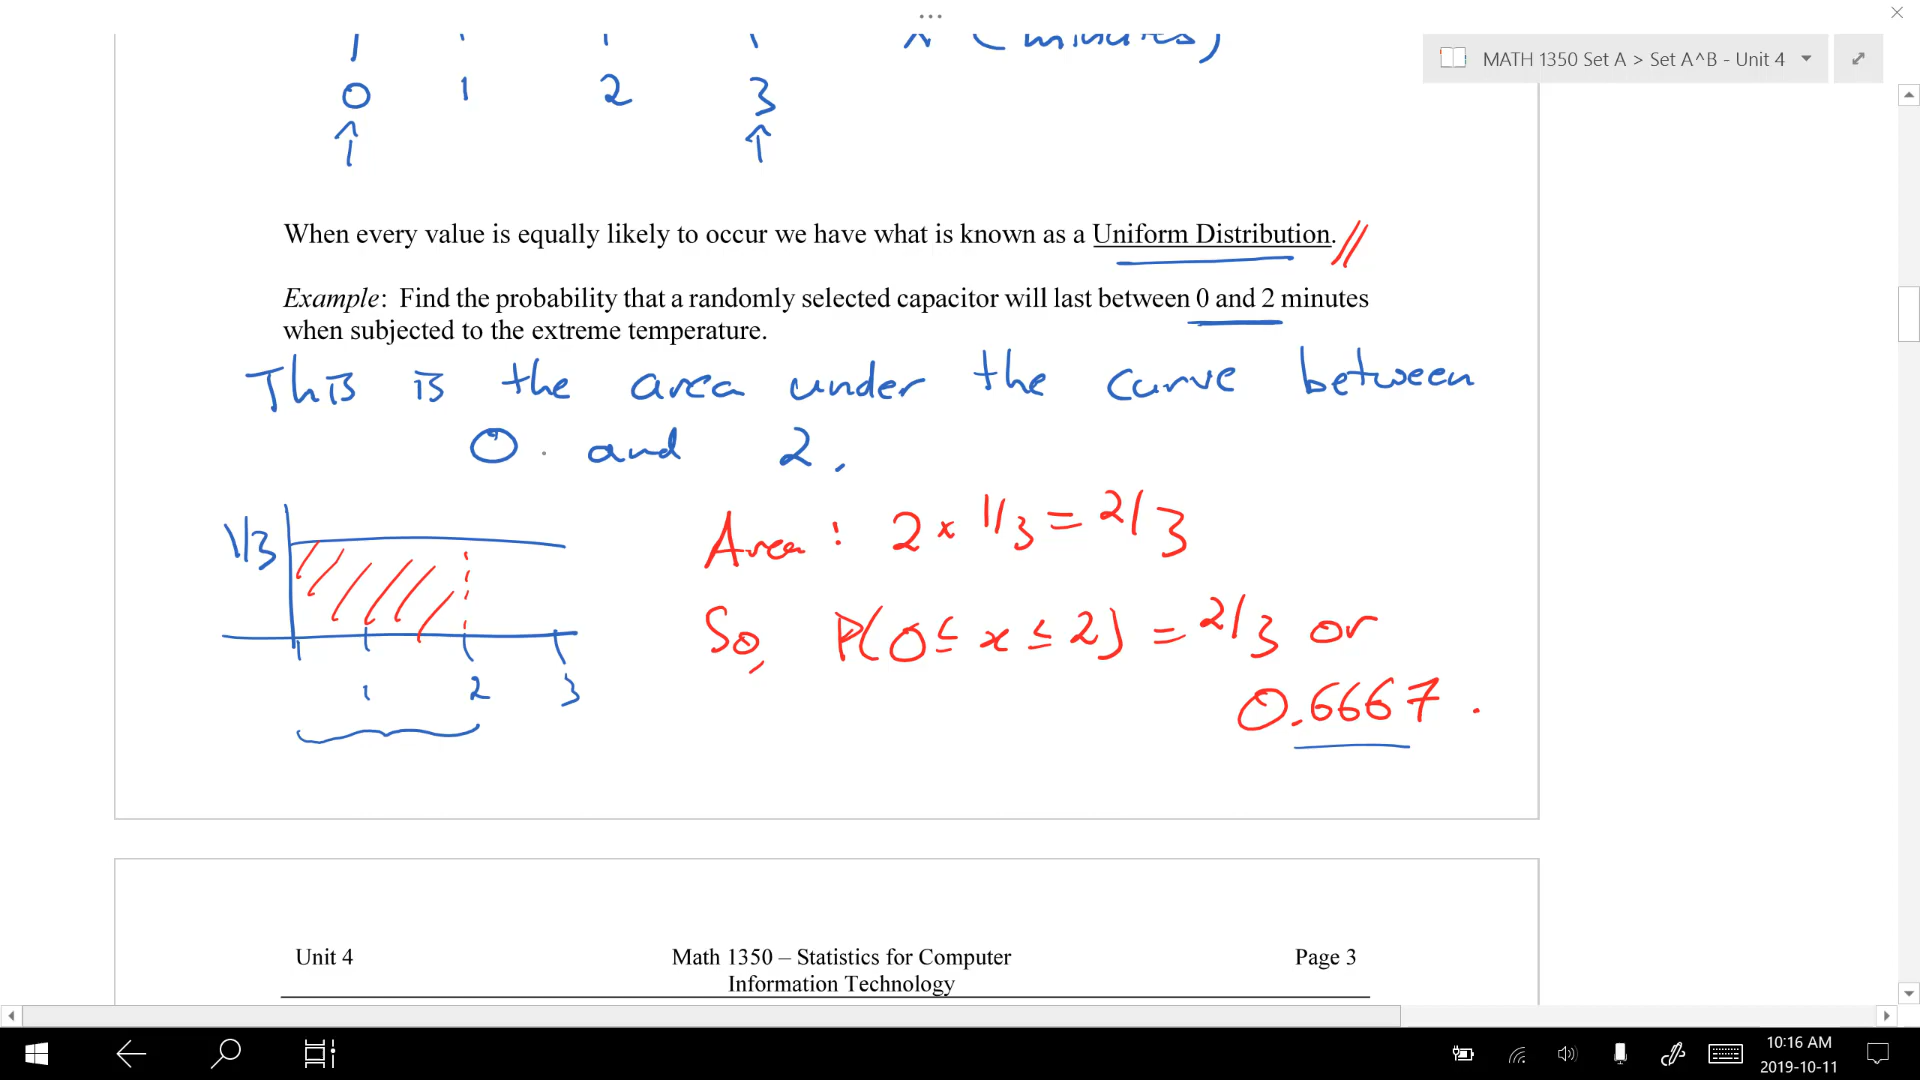 x (minutes)
MATH 1350 Set A > Set A^B - Unit 4
0 1 2 3
When every value is equally likely to occur we have what is known as a Uniform Distribution.
Example: Find the probability that a randomly selected capacitor will last between 0 and 2 minutes
when subjected to the extreme temperature.
This is the area under the curve between
0 and 2.
Area: 2 × 1/3 = 2/3
1/3
So, P(0 ≤ x ≤ 2) = 2/3 or
0.6667.
1 2 3
Unit 4 Math 1350 – Statistics for Computer Page 3
Information Technology
10:16 AM
2019-10-11